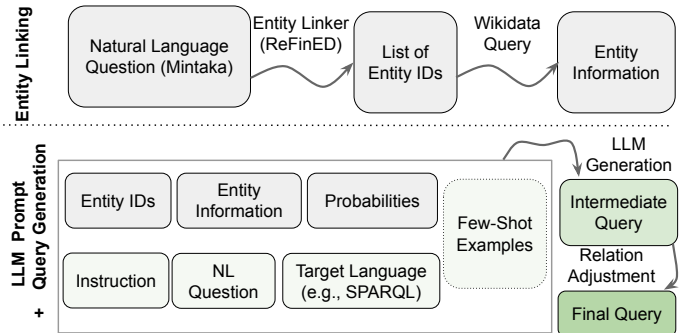 Entity Linking
Natural Language
Question (Mintaka)
Entity Linker
(ReFinED)
List of
Entity IDs
Wikidata
Query
Entity
Information
LLM Prompt
+ Query Generation
Entity IDs
Entity
Information
Probabilities
Few-Shot
Examples
Instruction
NL
Question
Target Language
(e.g., SPARQL)
LLM
Generation
Intermediate
Query
Relation
Adjustment
Final Query